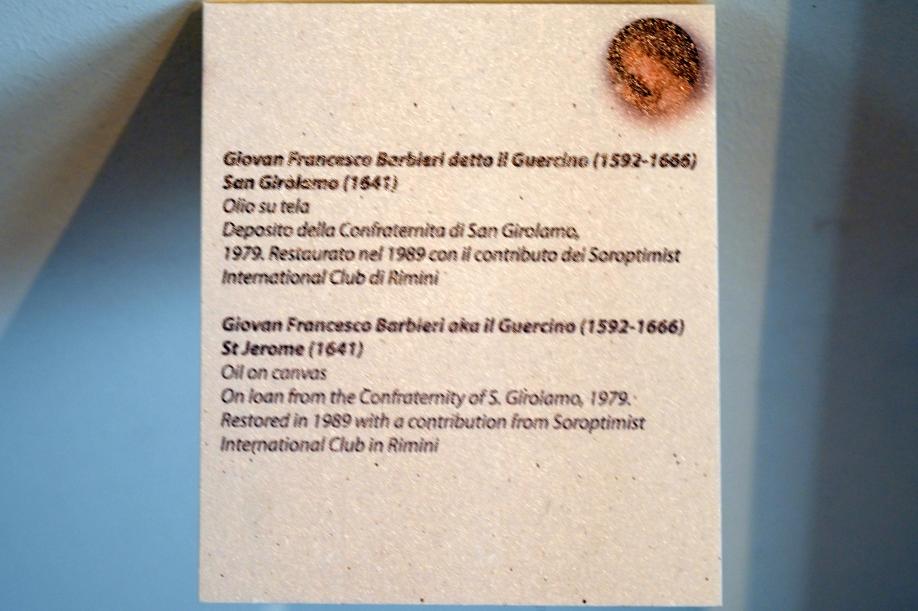 Giovan Francesco Barbieri detto il Guercino (1592-1666)
San Girolamo (1641)
Olio su tela
Deposito della Confraternita di San Girolamo,
1979. Restaurato nel 1989 con il contributo del Soroptimist
International Club di Rimini
Giovan Francesco Barbieri aka il Guercino (1592-1666)
St Jerome (1641)
Oil on canvas
On loan from the Confraternity of S. Girolamo, 1979.
Restored in 1989 with a contribution from Soroptimist
International Club in Rimini